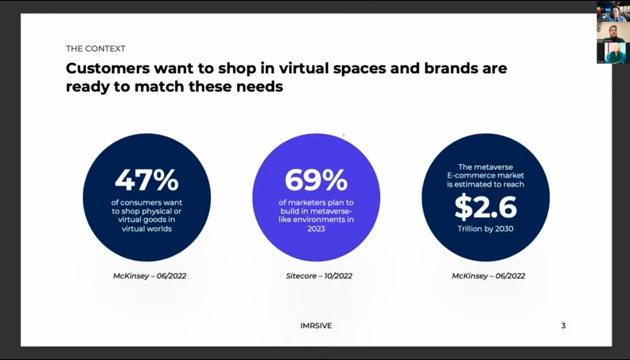 THE CONTEXT
Customers want to shop in virtual spaces and brands are
ready to match these needs
47%
of consumers want
to shop physical or
virtual goods in
virtual worlds
McKinsey – 06/2022
69%
of marketers plan to
build in metaverse-
like environments in
2023
Sitecore – 10/2022
The metaverse
E-commerce market
is estimated to reach
$2.6
Trillion by 2030
McKinsey – 06/2022
IMRSIVE
3